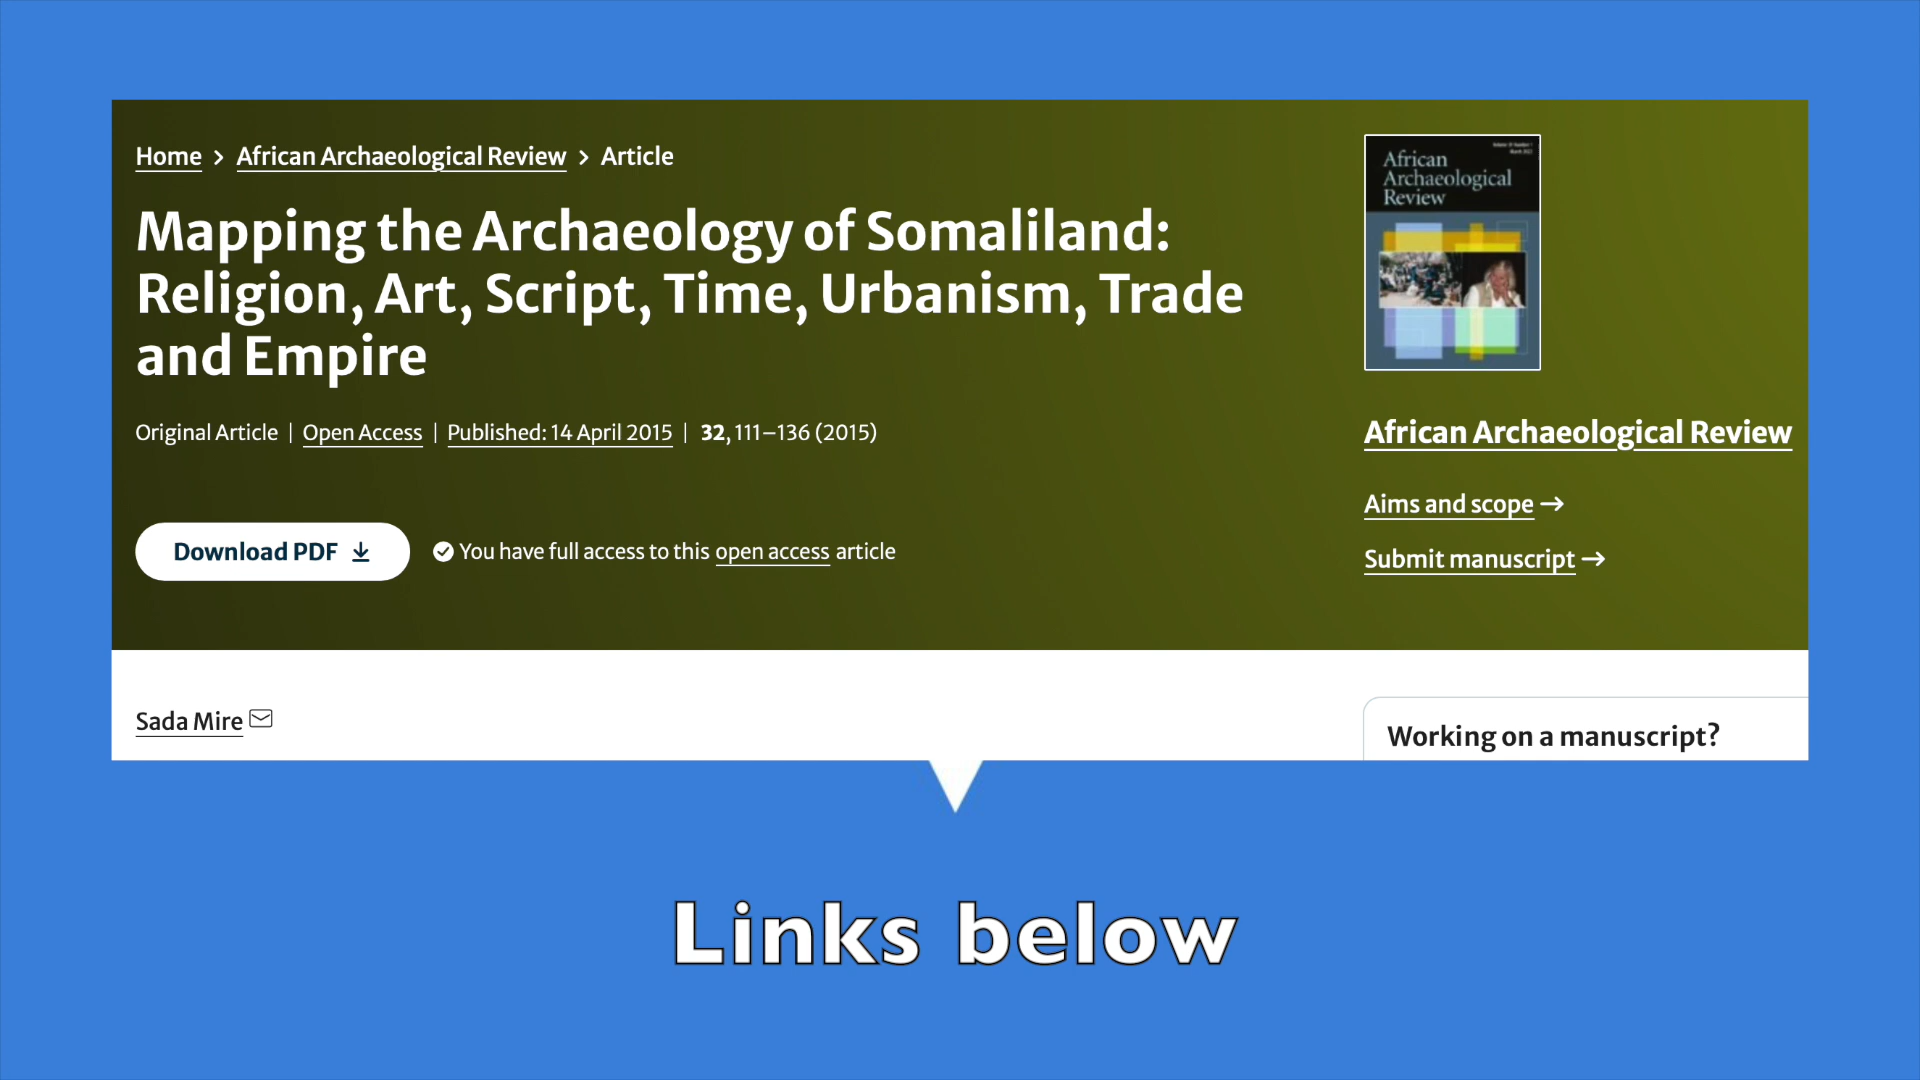 Home > African Archaeological Review > Article
Mapping the Archaeology of Somaliland:
Religion, Art, Script, Time, Urbanism, Trade
and Empire
Original Article | Open Access | Published: 14 April 2015 | 32, 111–136 (2015)
Download PDF
You have full access to this open access article
African
Archaeological
Review
African Archaeological Review
Aims and scope →
Submit manuscript →
Sada Mire
Working on a manuscript?
Links below